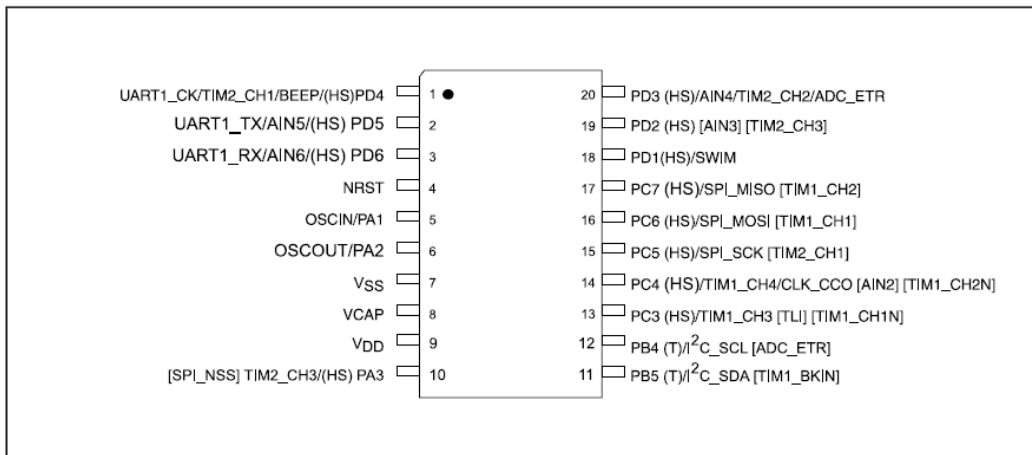 UART1_CK/TIM2_CH1/BEEP/(HS)PD4 1 20 PD3 (HS)/AIN4/TIM2_CH2/ADC_ETR
UART1_TX/AIN5/(HS) PD5 2 19 PD2 (HS) [AIN3] [TIM2_CH3]
UART1_RX/AIN6/(HS) PD6 3 18 PD1(HS)/SWIM
NRST 4 17 PC7 (HS)/SPI_MISO [TIM1_CH2]
OSCIN/PA1 5 16 PC6 (HS)/SPI_MOSI [TIM1_CH1]
OSCOUT/PA2 6 15 PC5 (HS)/SPI_SCK [TIM2_CH1]
VSS 7 14 PC4 (HS)/TIM1_CH4/CLK_CCO [AIN2] [TIM1_CH2N]
VCAP 8 13 PC3 (HS)/TIM1_CH3 [TLI] [TIM1_CH1N]
VDD 9 12 PB4 (T)/I²C_SCL [ADC_ETR]
[SPI_NSS] TIM2_CH3/(HS) PA3 10 11 PB5 (T)/I²C_SDA [TIM1_BKIN]